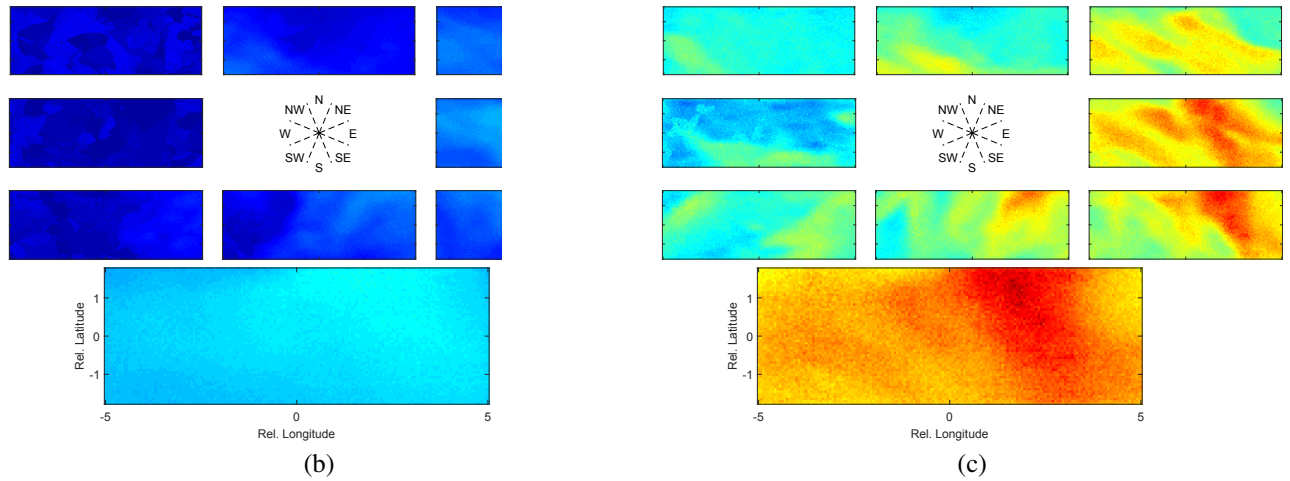 N
NW NE
W E
SW SE
S
N
NW NE
W E
SW SE
S
1
0
-1
Rel. Latitude
-5 0 5
Rel. Longitude
(b)
1
0
-1
Rel. Latitude
-5 0 5
Rel. Longitude
(c)